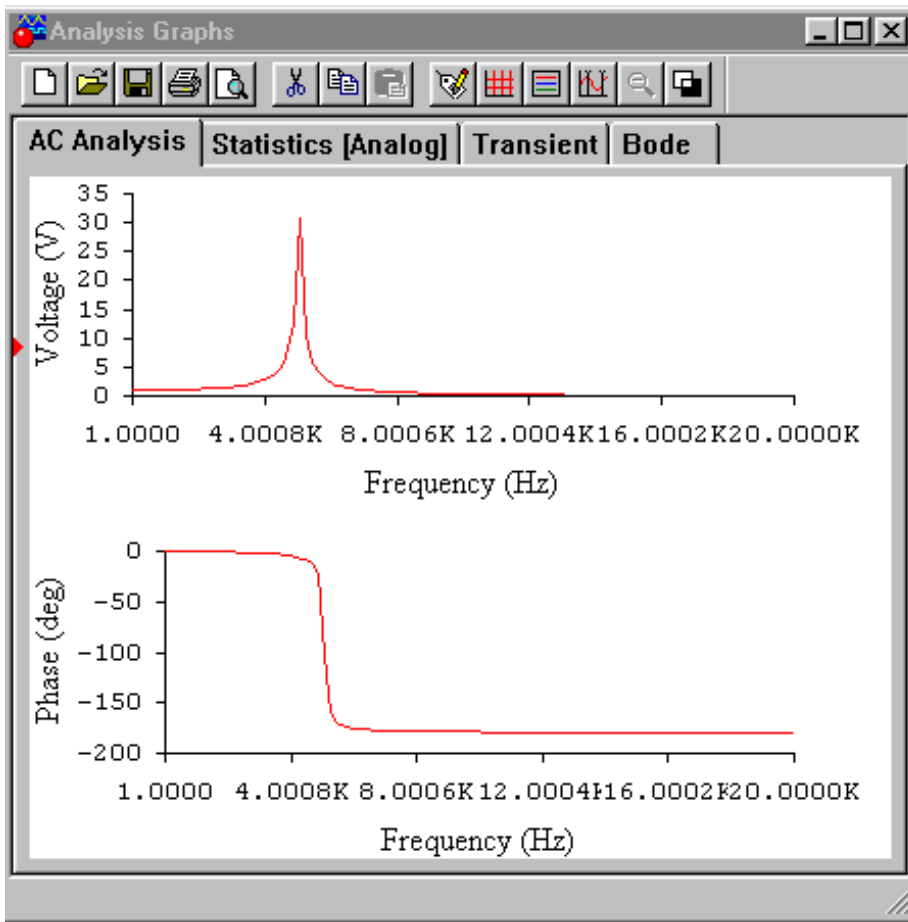 Analysis Graphs
AC Analysis Statistics [Analog] Transient Bode
35
30
25
20
15
10
5
0
Voltage (V)
1.0000 4.0008K 8.0006K 12.0004K 16.0002K 20.0000K
Frequency (Hz)
0
-50
-100
-150
-200
Phase (deg)
1.0000 4.0008K 8.0006K 12.0004K 16.0002K 20.0000K
Frequency (Hz)